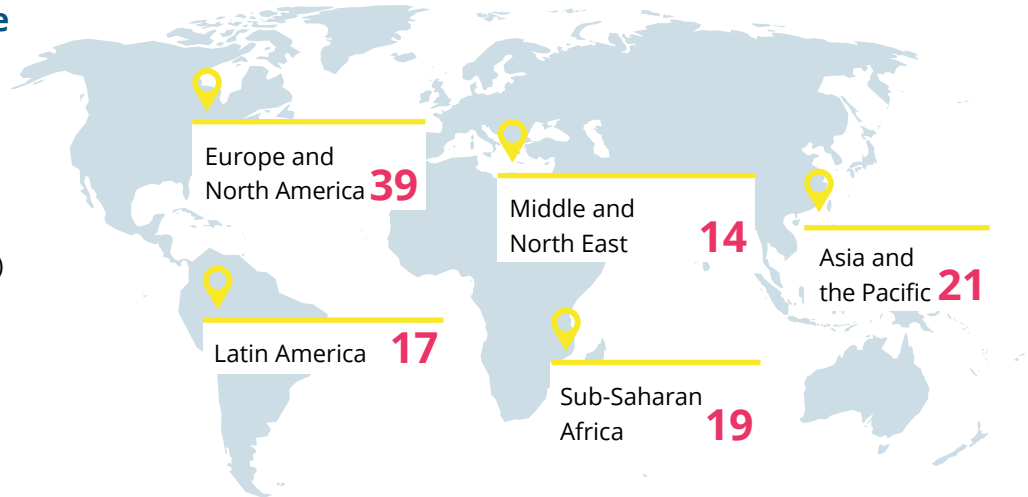 e
Europe and
North America 39
Middle and
North East 14
Asia and
the Pacific 21
)
Latin America 17
Sub-Saharan
Africa 19